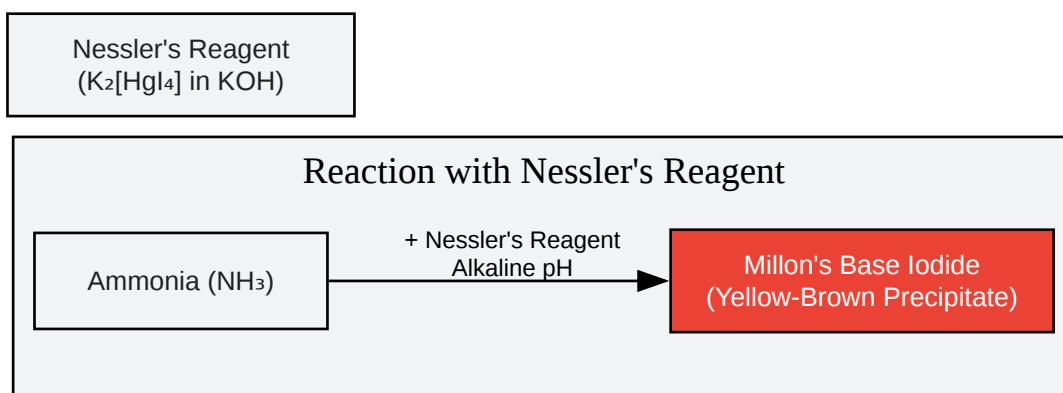 Nessler's Reagent
(K₂[HgI₄] in KOH)
Reaction with Nessler's Reagent
+ Nessler's Reagent
Alkaline pH
Ammonia (NH₃)
Millon's Base Iodide
(Yellow-Brown Precipitate)